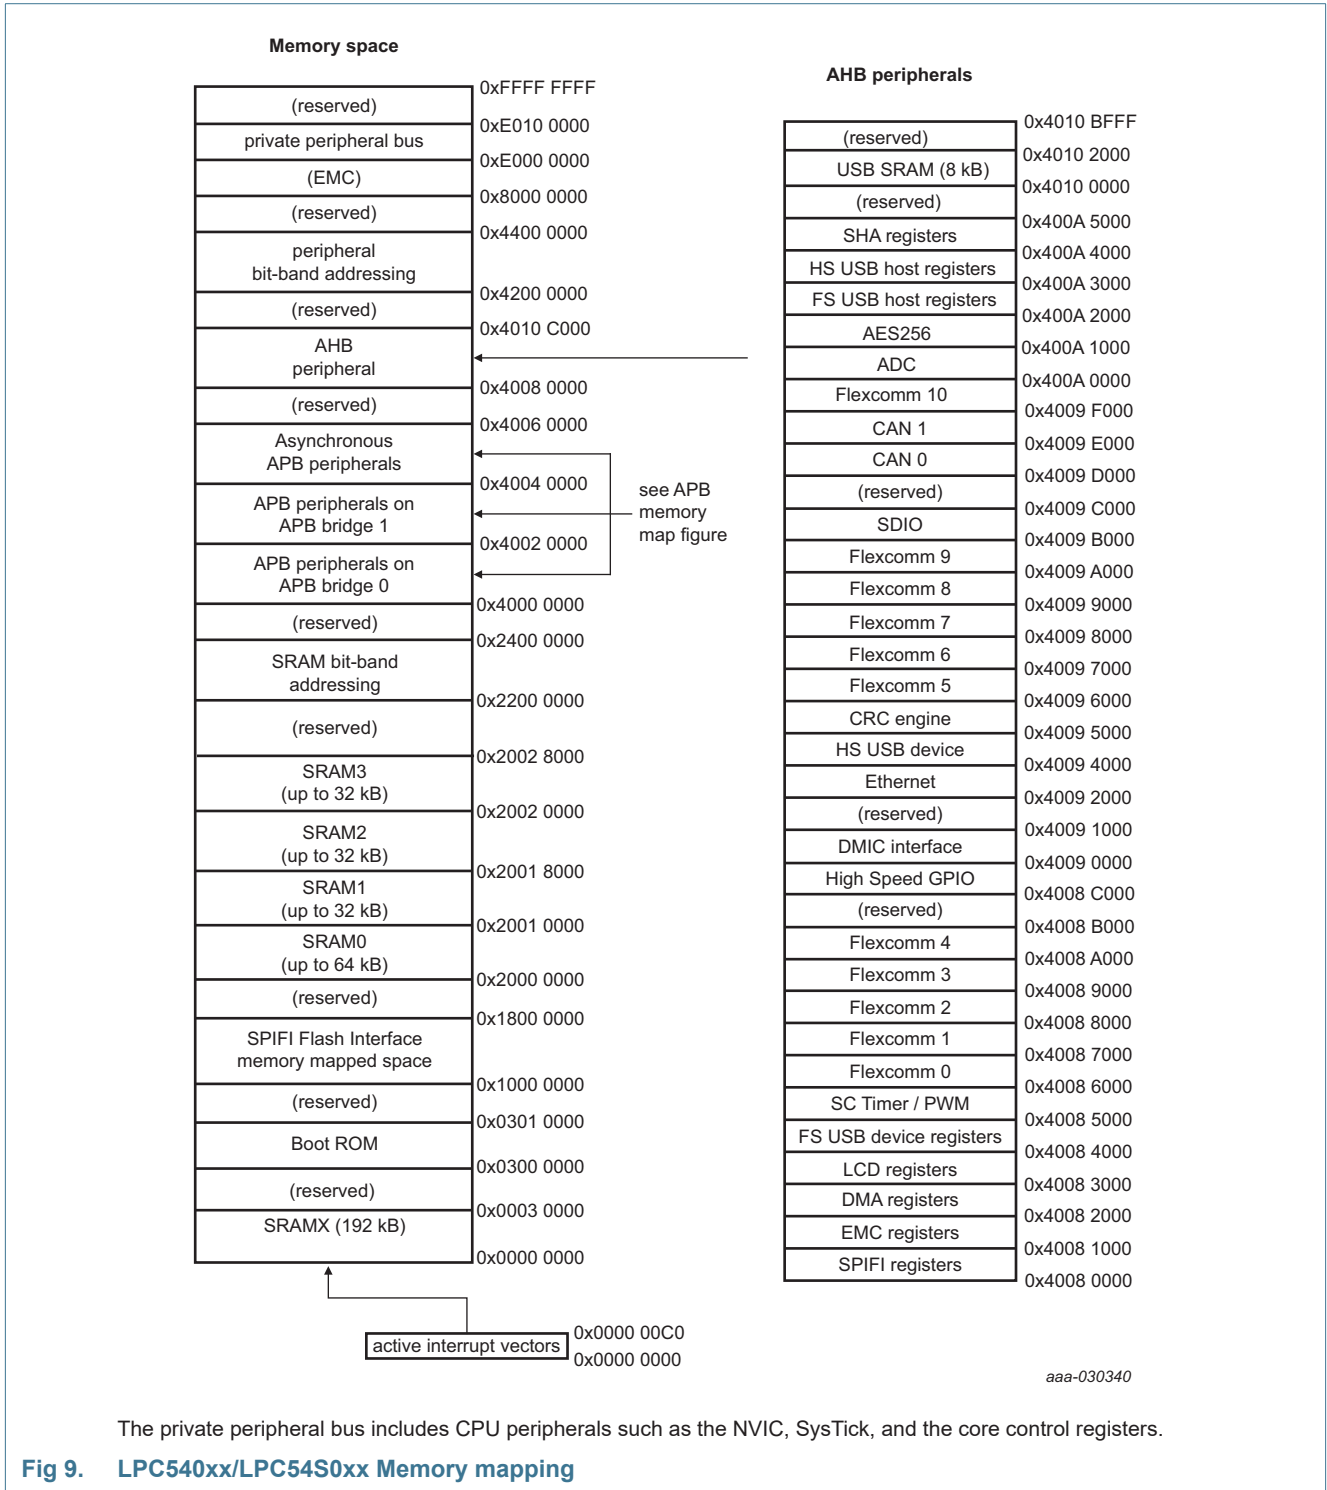 Memory space
0xFFFF FFFF
(reserved)
0xE010 0000
private peripheral bus
0xE000 0000
(EMC)
0x8000 0000
(reserved)
0x4400 0000
peripheral
bit-band addressing
0x4200 0000
(reserved)
0x4010 C000
AHB
peripheral
0x4008 0000
(reserved)
0x4006 0000
Asynchronous
APB peripherals
0x4004 0000
APB peripherals on
APB bridge 1
0x4002 0000
APB peripherals on
APB bridge 0
0x4000 0000
(reserved)
0x2400 0000
SRAM bit-band
addressing
0x2200 0000
(reserved)
0x2002 8000
SRAM3
(up to 32 kB)
0x2002 0000
SRAM2
(up to 32 kB)
0x2001 8000
SRAM1
(up to 32 kB)
0x2001 0000
SRAM0
(up to 64 kB)
0x2000 0000
(reserved)
0x1800 0000
SPIFI Flash Interface
memory mapped space
0x1000 0000
(reserved)
0x0301 0000
Boot ROM
0x0300 0000
(reserved)
0x0003 0000
SRAMX (192 kB)
0x0000 0000
active interrupt vectors
0x0000 00C0
0x0000 0000
see APB
memory
map figure
AHB peripherals
0x4010 BFFF
(reserved)
0x4010 2000
USB SRAM (8 kB)
0x4010 0000
(reserved)
0x400A 5000
SHA registers
0x400A 4000
HS USB host registers
0x400A 3000
FS USB host registers
0x400A 2000
AES256
0x400A 1000
ADC
0x400A 0000
Flexcomm 10
0x4009 F000
CAN 1
0x4009 E000
CAN 0
0x4009 D000
(reserved)
0x4009 C000
SDIO
0x4009 B000
Flexcomm 9
0x4009 A000
Flexcomm 8
0x4009 9000
Flexcomm 7
0x4009 8000
Flexcomm 6
0x4009 7000
Flexcomm 5
0x4009 6000
CRC engine
0x4009 5000
HS USB device
0x4009 4000
Ethernet
0x4009 2000
(reserved)
0x4009 1000
DMIC interface
0x4009 0000
High Speed GPIO
0x4008 C000
(reserved)
0x4008 B000
Flexcomm 4
0x4008 A000
Flexcomm 3
0x4008 9000
Flexcomm 2
0x4008 8000
Flexcomm 1
0x4008 7000
Flexcomm 0
0x4008 6000
SC Timer / PWM
0x4008 5000
FS USB device registers
0x4008 4000
LCD registers
0x4008 3000
DMA registers
0x4008 2000
EMC registers
0x4008 1000
SPIFI registers
0x4008 0000
aaa-030340
The private peripheral bus includes CPU peripherals such as the NVIC, SysTick, and the core control registers.
Fig 9. LPC540xx/LPC54S0xx Memory mapping